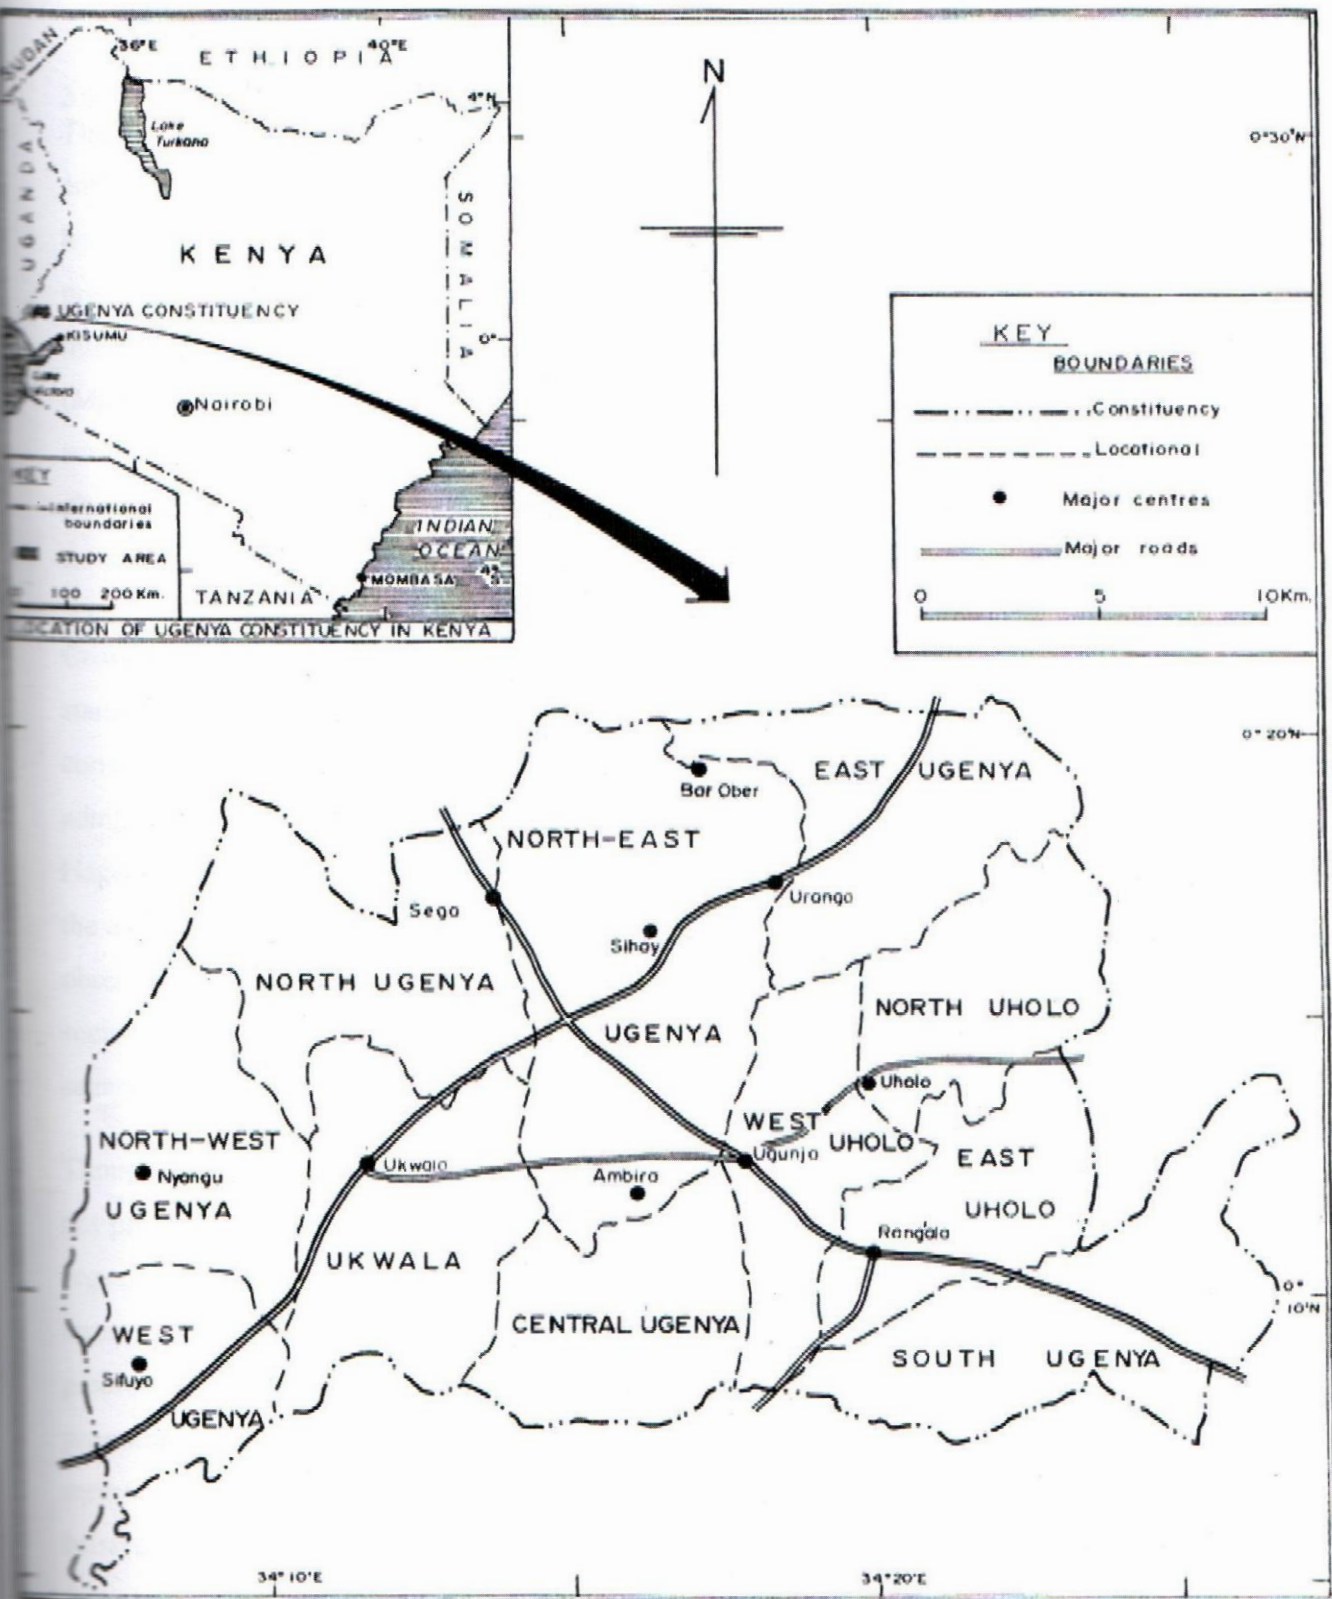 SUDAN
36°E
40°E
ETHIOPIA
4°N
Lake
Turkana
UGANDA
SOMALIA
KENYA
UGENYA CONSTITUENCY
KISUMU
0°
Lake
Nairobi
KEY
International
boundaries
STUDY AREA
100 200 Km.
TANZANIA
INDIAN
OCEAN
MOMBASA
4°S
LOCATION OF UGENYA CONSTITUENCY IN KENYA
N
0°30'N
KEY
BOUNDARIES
Constituency
Locational
Major centres
Major roads
0 5 10Km.
0°20'N
EAST UGENYA
Bar Ober
NORTH-EAST
Urango
Sega
Sihay
NORTH UGENYA
NORTH UHOLO
UGENYA
Uholo
WEST
NORTH-WEST
UHOLO
Ugunja
EAST
Ukwala
Nyangu
Ambira
UGENYA
UHOLO
Rangala
UKWALA
0°
10'N
CENTRAL UGENYA
WEST
SOUTH UGENYA
Sifuyo
UGENYA
34°10'E
34°20'E